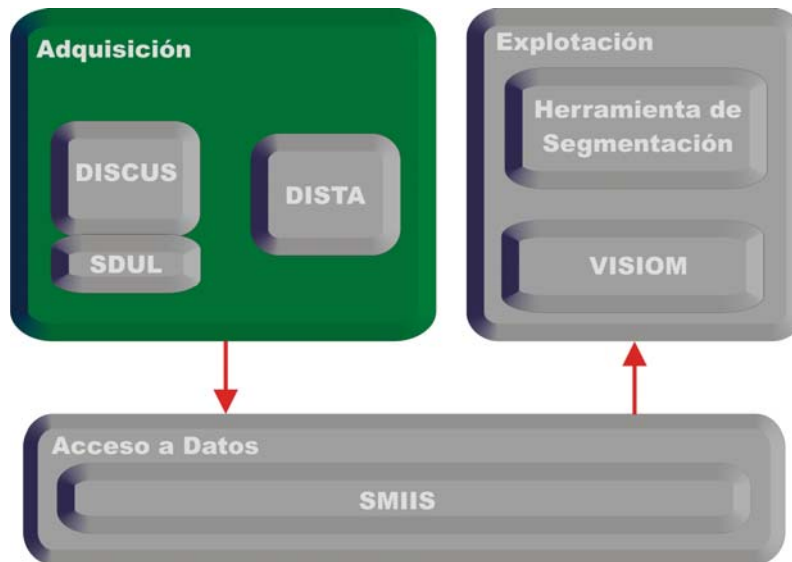 Adquisición
DISCUS
SDUL
DISTA
Explotación
Herramienta de
Segmentación
VISIOM
Acceso a Datos
SMIIS